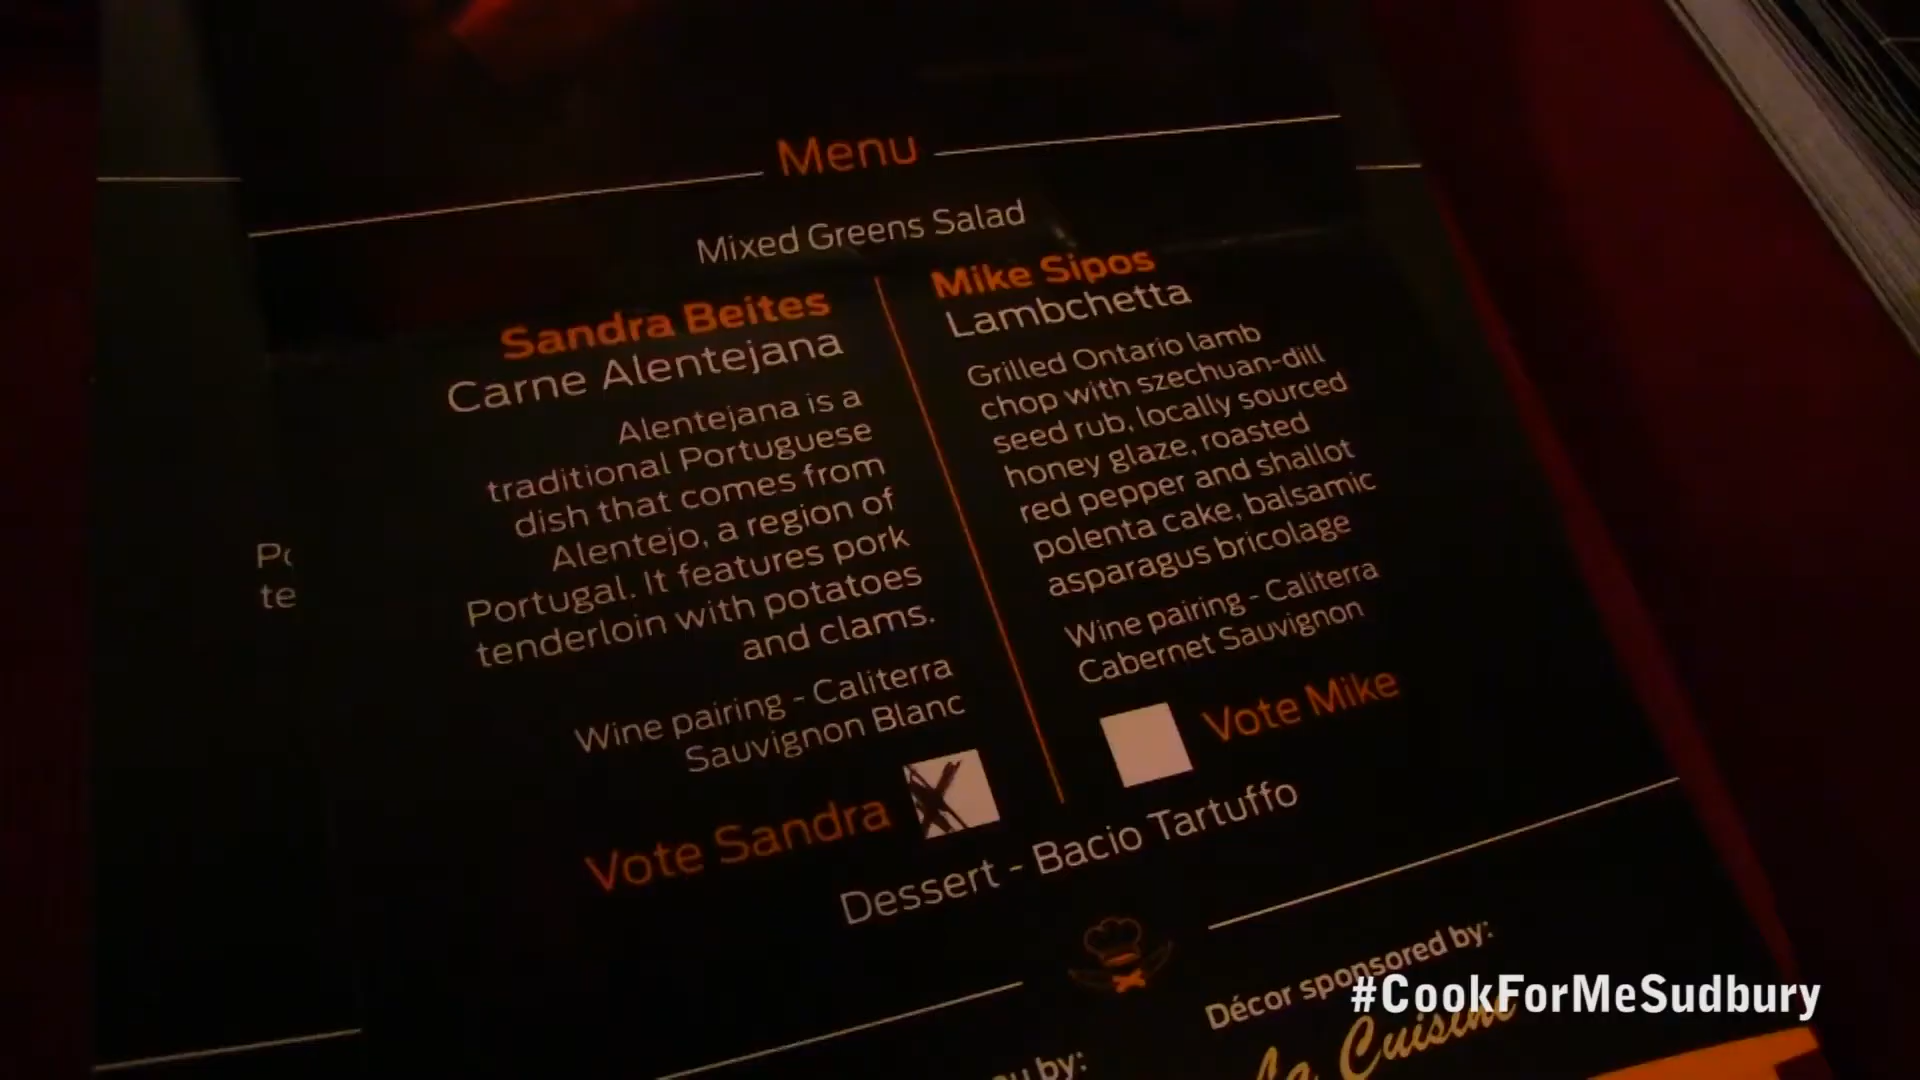 Menu
Mixed Greens Salad
Sandra Beites
Carne Alentejana
Alentejana is a
traditional Portuguese
dish that comes from
Alentejo, a region of
Portugal. It features pork
tenderloin with potatoes
and clams.
Wine pairing - Caliterra
Sauvignon Blanc
Vote Sandra
Mike Sipos
Lambchetta
Grilled Ontario lamb
chop with szechuan-dill
seed rub, locally sourced
honey glaze, roasted
red pepper and shallot
polenta cake, balsamic
asparagus bricolage
Wine pairing - Caliterra
Cabernet Sauvignon
Vote Mike
Dessert - Bacio Tartuffo
Décor sponsored by:
La Cuisine
by:
#CookForMeSudbury